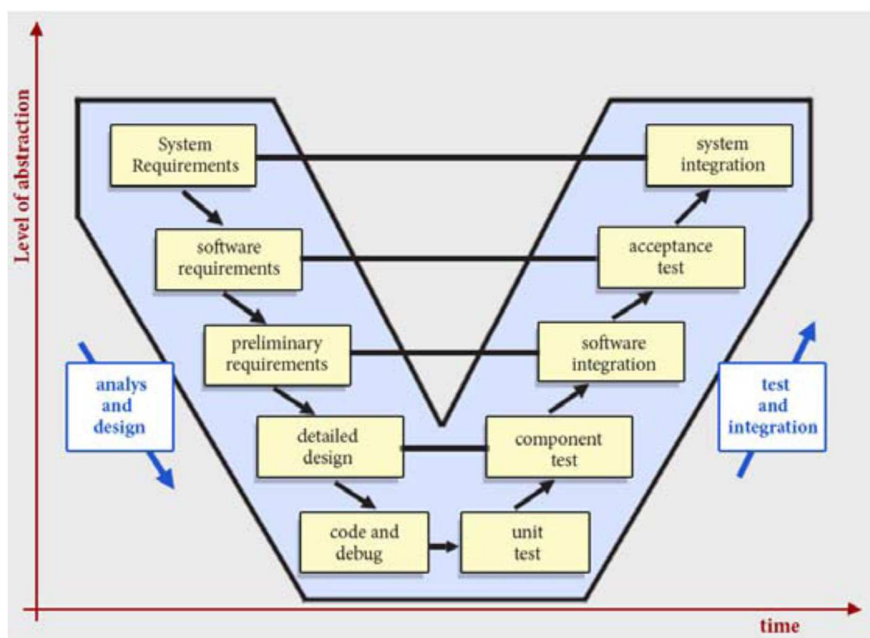 Level of abstraction
System
Requirements
system
integration
software
requirements
acceptance
test
preliminary
requirements
software
integration
analys
and
design
test
and
integration
detailed
design
component
test
code and
debug
unit
test
time